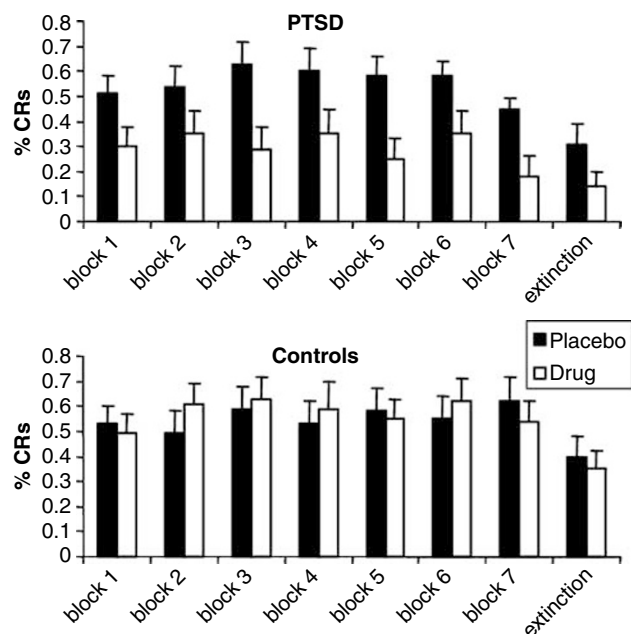 PTSD
% CRs
0.8
0.7
0.6
0.5
0.4
0.3
0.2
0.1
0
block 1
block 2
block 3
block 4
block 5
block 6
block 7
extinction
Placebo
Drug
Controls
% CRs
0.8
0.7
0.6
0.5
0.4
0.3
0.2
0.1
0
block 1
block 2
block 3
block 4
block 5
block 6
block 7
extinction